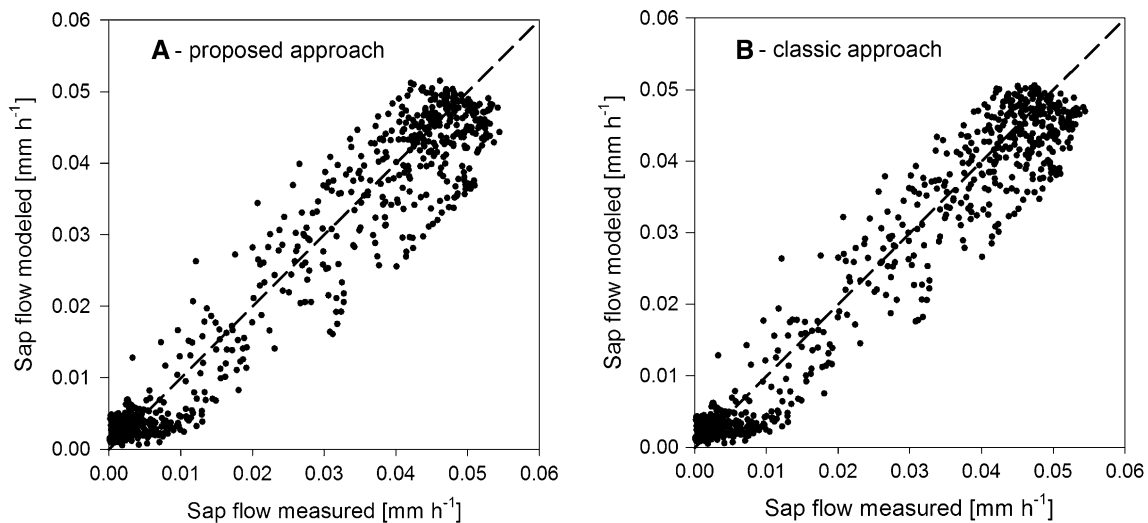 A - proposed approach
Sap flow modeled [mm h-1]
0.06
0.05
0.04
0.03
0.02
0.01
0.00
0.00 0.01 0.02 0.03 0.04 0.05 0.06
Sap flow measured [mm h-1]
B - classic approach
Sap flow modeled [mm h-1]
0.06
0.05
0.04
0.03
0.02
0.01
0.00
0.00 0.01 0.02 0.03 0.04 0.05 0.06
Sap flow measured [mm h-1]